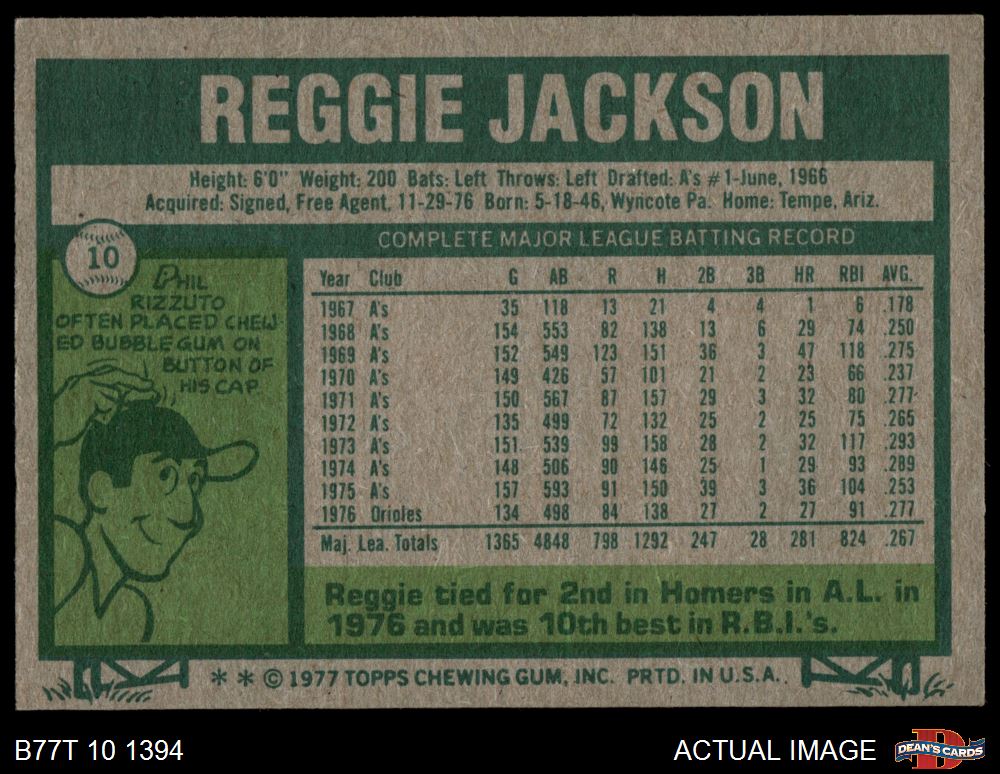 REGGIE JACKSON
Height: 6'0" Weight: 200 Bats: Left Throws: Left Drafted: A's #1-June, 1966
Acquired: Signed, Free Agent, 11-29-76 Born: 5-18-46, Wyncote Pa. Home: Tempe, Ariz.
10
PHIL
RIZZUTO
OFTEN PLACED CHEW-
ED BUBBLE GUM ON
BUTTON OF
HIS CAP.
COMPLETE MAJOR LEAGUE BATTING RECORD
Year Club G AB R H 2B 3B HR RBI AVG.
1967 A's 35 118 13 21 4 4 1 6 .178
1968 A's 154 553 82 138 13 6 29 74 .250
1969 A's 152 549 123 151 36 3 47 118 .275
1970 A's 149 426 57 101 21 2 23 66 .237
1971 A's 150 567 87 157 29 3 32 80 .277
1972 A's 135 499 72 132 25 2 25 75 .265
1973 A's 151 539 99 158 28 2 32 117 .293
1974 A's 148 506 90 146 25 1 29 93 .289
1975 A's 157 593 91 150 39 3 36 104 .253
1976 Orioles 134 498 84 138 27 2 27 91 .277
Maj. Lea. Totals 1365 4848 798 1292 247 28 281 824 .267
Reggie tied for 2nd in Homers in A.L. in
1976 and was 10th best in R.B.I.'s.
* * © 1977 TOPPS CHEWING GUM, INC. PRTD. IN U.S.A.
B77T 10 1394
ACTUAL IMAGE
D
DEAN'S CARDS